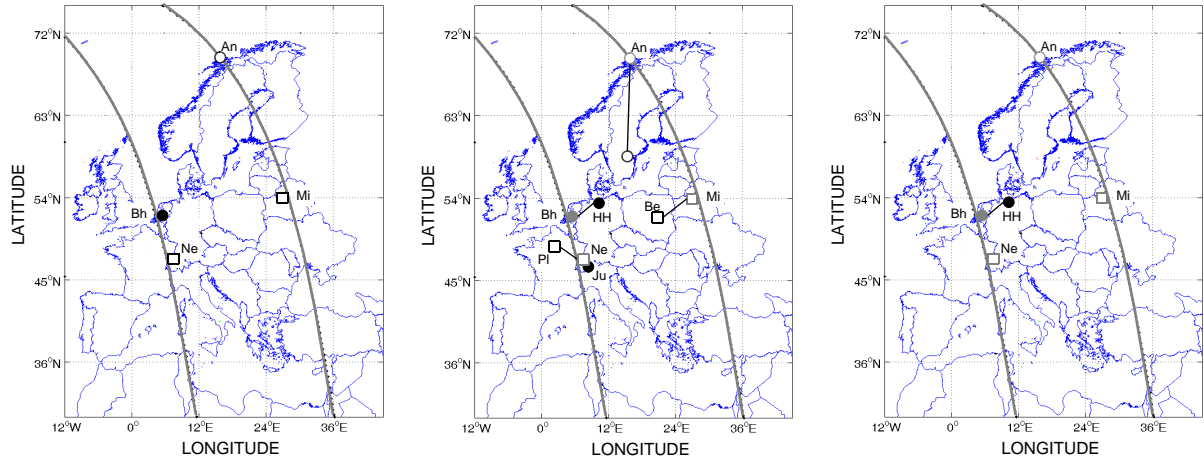 72°N
63°N
54°N
45°N
36°N
LATITUDE
An
Bh
Mi
Ne
12°W
0°
12°E
24°E
36°E
LONGITUDE
72°N
63°N
54°N
45°N
36°N
LATITUDE
An
Bh
HH
Be
Mi
Pl
Ne
Ju
12°W
0°
12°E
24°E
36°E
LONGITUDE
72°N
63°N
54°N
45°N
36°N
LATITUDE
An
Bh
HH
Mi
Ne
12°W
0°
12°E
24°E
36°E
LONGITUDE